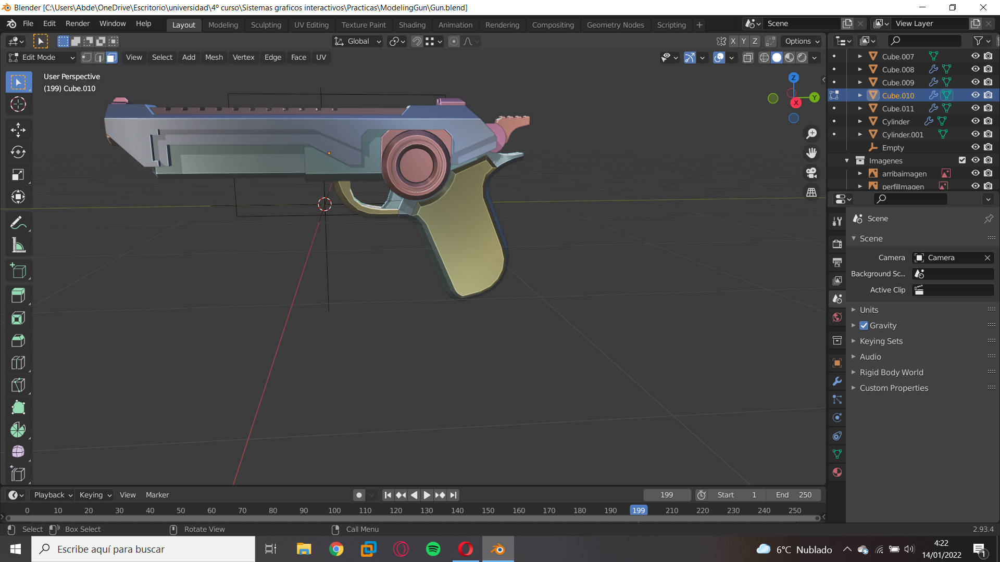 Blender [C:\Users\Abde\OneDrive\Escritorio\universidad\4º curso\Sistemas graficos interactivos\Practicas\ModelingGun\Gun.blend]
File Edit Render Window Help Layout Modeling Sculpting UV Editing Texture Paint Shading Animation Rendering Compositing Geometry Nodes Scripting + Scene View Layer
Global X Y Z Options
Edit Mode View Select Add Mesh Vertex Edge Face UV
User Perspective
(199) Cube.010
Z
Y
X
Cube.007
Cube.008
Cube.009
Cube.010
Cube.011
Cylinder
Cylinder.001
Empty
Imagenes
arribaimagen
perfilImagen
Scene
Scene
Camera Camera
Background Sc...
Active Clip
Units
Gravity
Keying Sets
Audio
Rigid Body World
Custom Properties
Playback Keying View Marker 199 Start 1 End 250
0 10 20 30 40 50 60 70 80 90 100 110 120 130 140 150 160 170 180 190 199 210 220 230 240 250
Select Box Select Rotate View Call Menu 2.93.4
Escribe aquí para buscar 6°C Nublado 4:22
14/01/2022 1